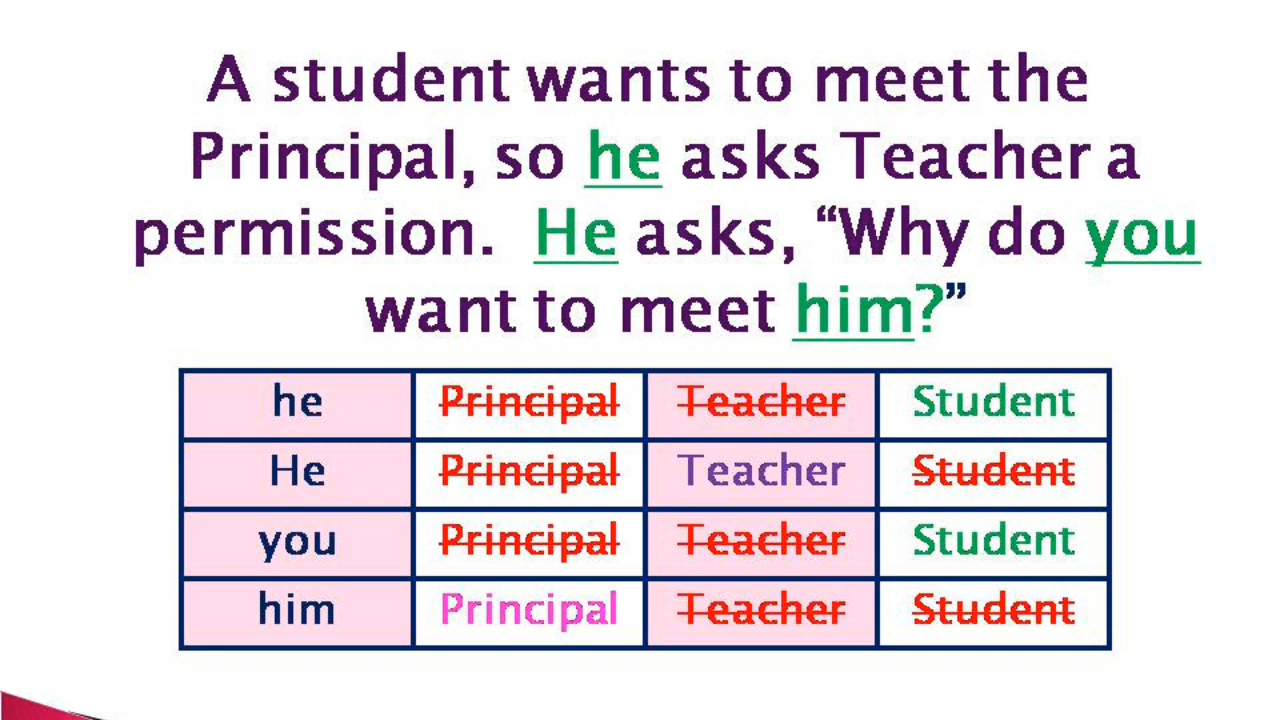 A student wants to meet the
Principal, so he asks Teacher a
permission. He asks, “Why do you
want to meet him?”
he Principal Teacher Student
He Principal Teacher Student
you Principal Teacher Student
him Principal Teacher Student